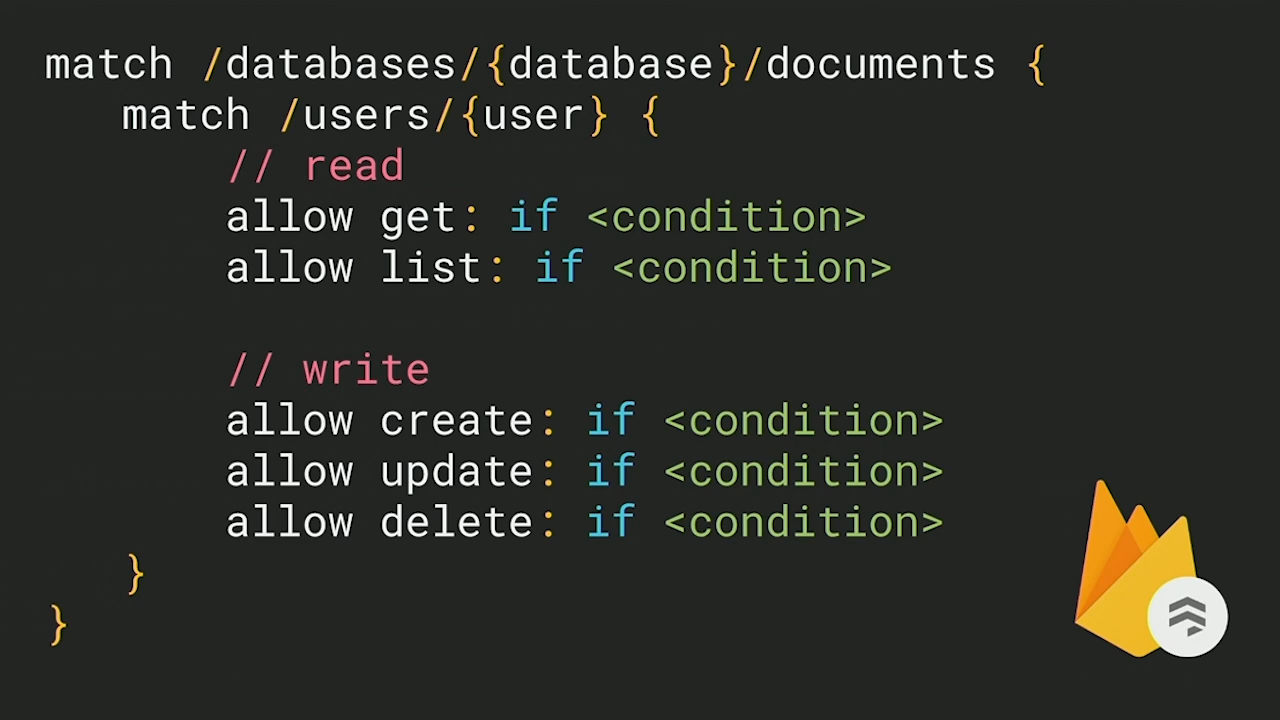 match /databases/{database}/documents {
match /users/{user} {
// read
allow get: if <condition>
allow list: if <condition>
// write
allow create: if <condition>
allow update: if <condition>
allow delete: if <condition>
}
}